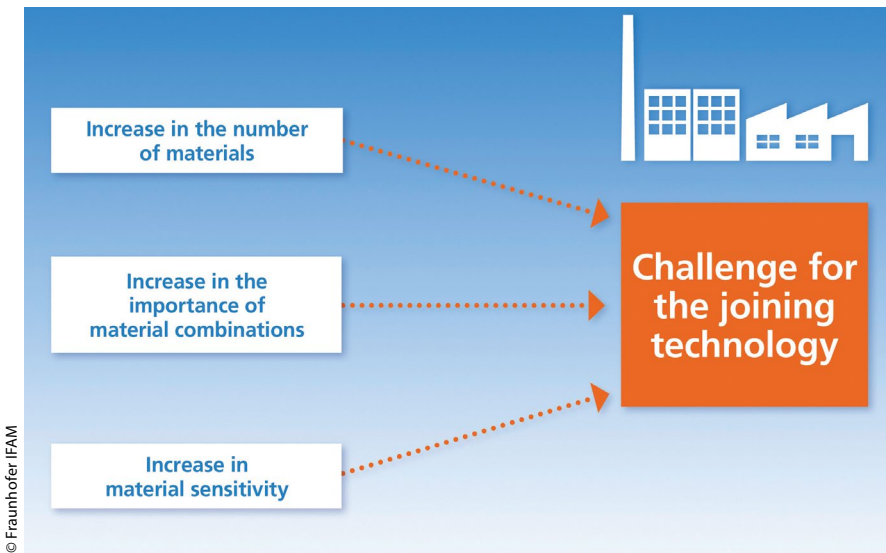 Increase in the number
of materials
Increase in the
importance of
material combinations
Increase in
material sensitivity
Challenge for
the joining
technology
© Fraunhofer IFAM